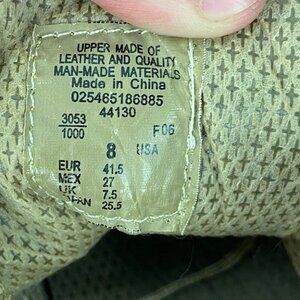 UPPER MADE OF
LEATHER AND QUALITY
MAN-MADE MATERIALS
Made in China
025465186885
44130
3053
1000
F06
8 USA
EUR 41.5
MEX 27
UK 7.5
JAPAN 25.5